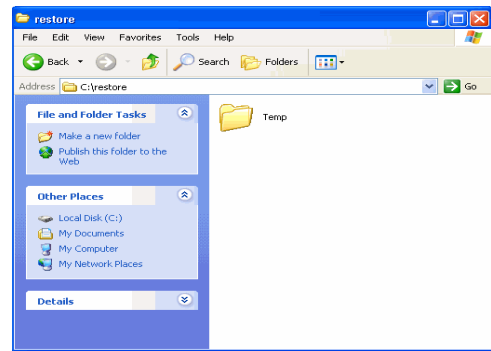 restore
File Edit View Favorites Tools Help
Back Search Folders
Address C:\restore Go
File and Folder Tasks
Make a new folder
Publish this folder to the
Web
Other Places
Local Disk (C:)
My Documents
My Computer
My Network Places
Details
Temp